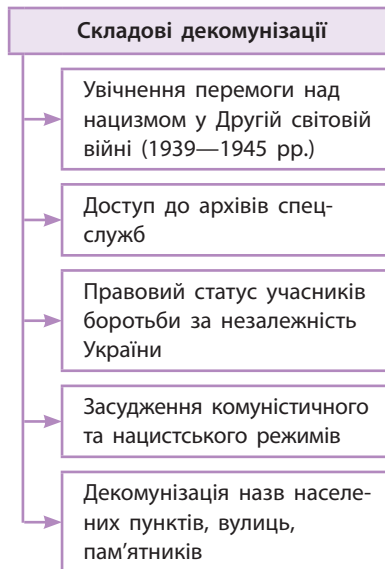 Складові декомунізації
Увічнення перемоги над
нацизмом у Другій світовій
війні (1939—1945 рр.)
Доступ до архівів спец-
служб
Правовий статус учасників
боротьби за незалежність
України
Засудження комуністичного
та нацистського режимів
Декомунізація назв населе-
них пунктів, вулиць,
пам’ятників